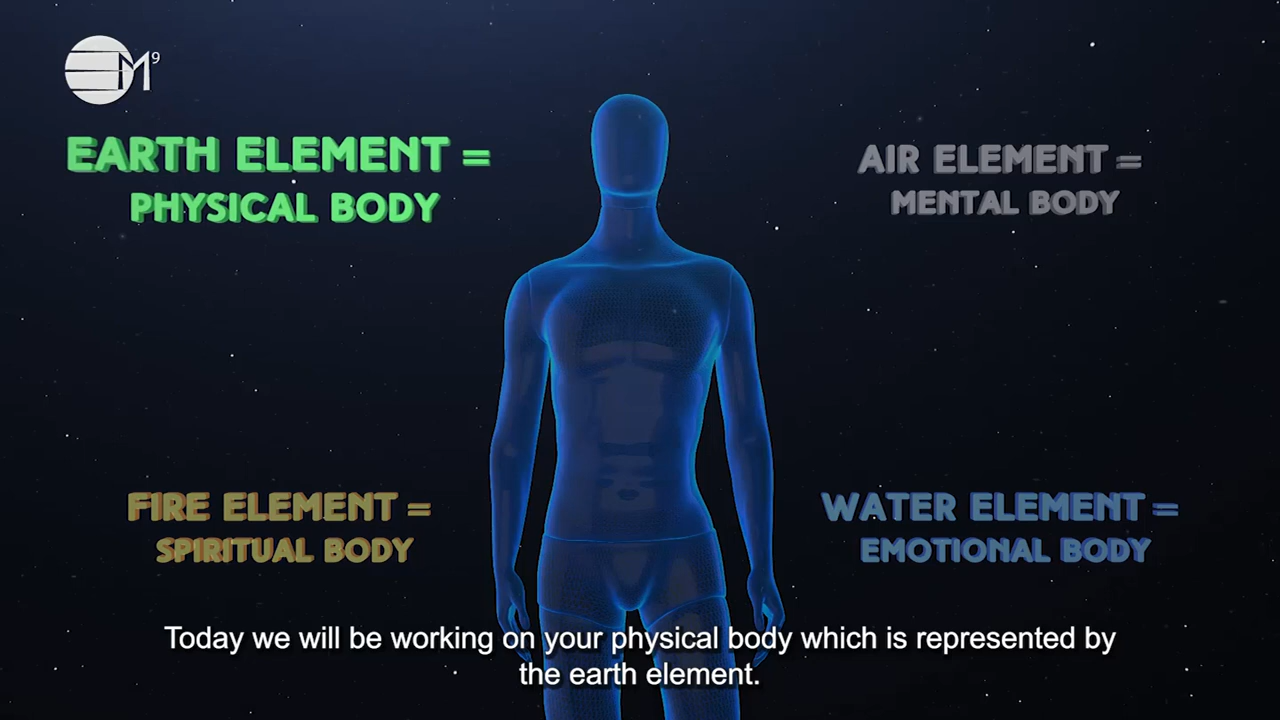 EM9
EARTH ELEMENT =
PHYSICAL BODY
AIR ELEMENT =
MENTAL BODY
FIRE ELEMENT =
SPIRITUAL BODY
WATER ELEMENT =
EMOTIONAL BODY
Today we will be working on your physical body which is represented by
the earth element.